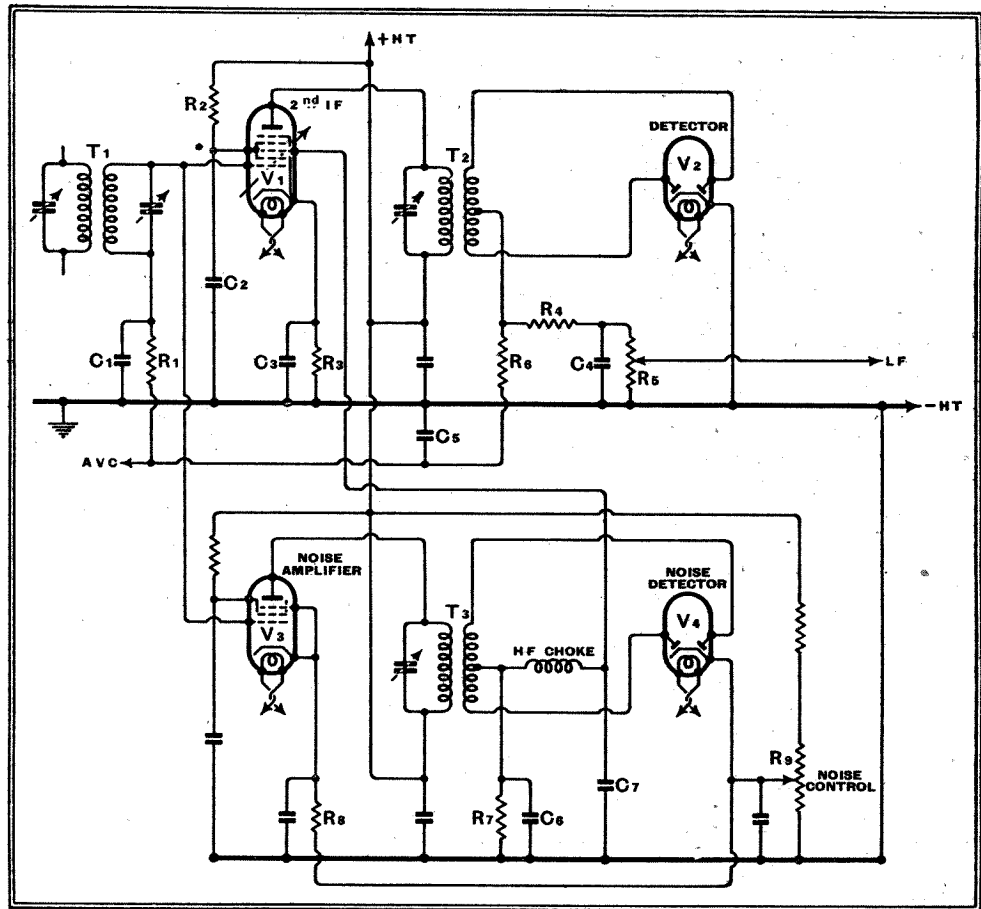 +HT
R2
2nd IF
T1
V1
T2
DETECTOR
V2
C2
R4
C1
R1
C3
R3
R6
C4
R5
LF
-HT
C5
AVC
NOISE
AMPLIFIER
V3
T3
NOISE
DETECTOR
V4
HF CHOKE
R9
NOISE
CONTROL
C7
R8
R7
C6